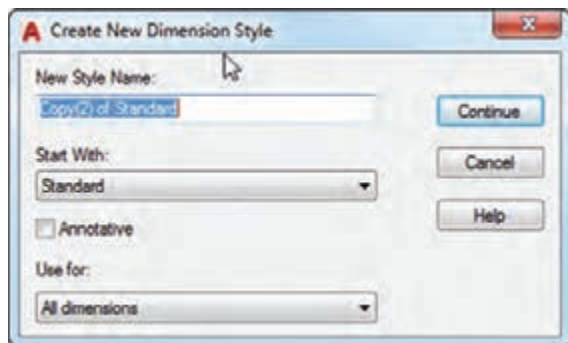 Create New Dimension Style
New Style Name:
Copy(2) of Standard
Continue
Start With:
Standard
Cancel
Annotative
Help
Use for:
All dimensions